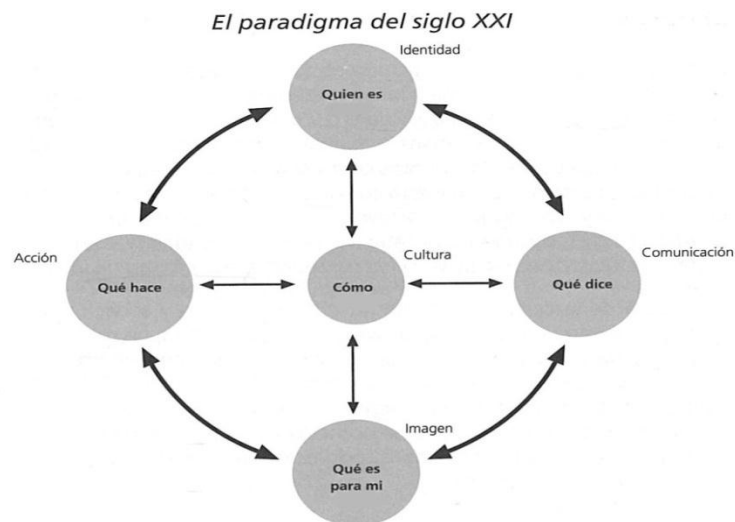 El paradigma del siglo XXI
Identidad
Quien es
Acción
Cultura
Comunicación
Qué hace
Cómo
Qué dice
Imagen
Qué es
para mi